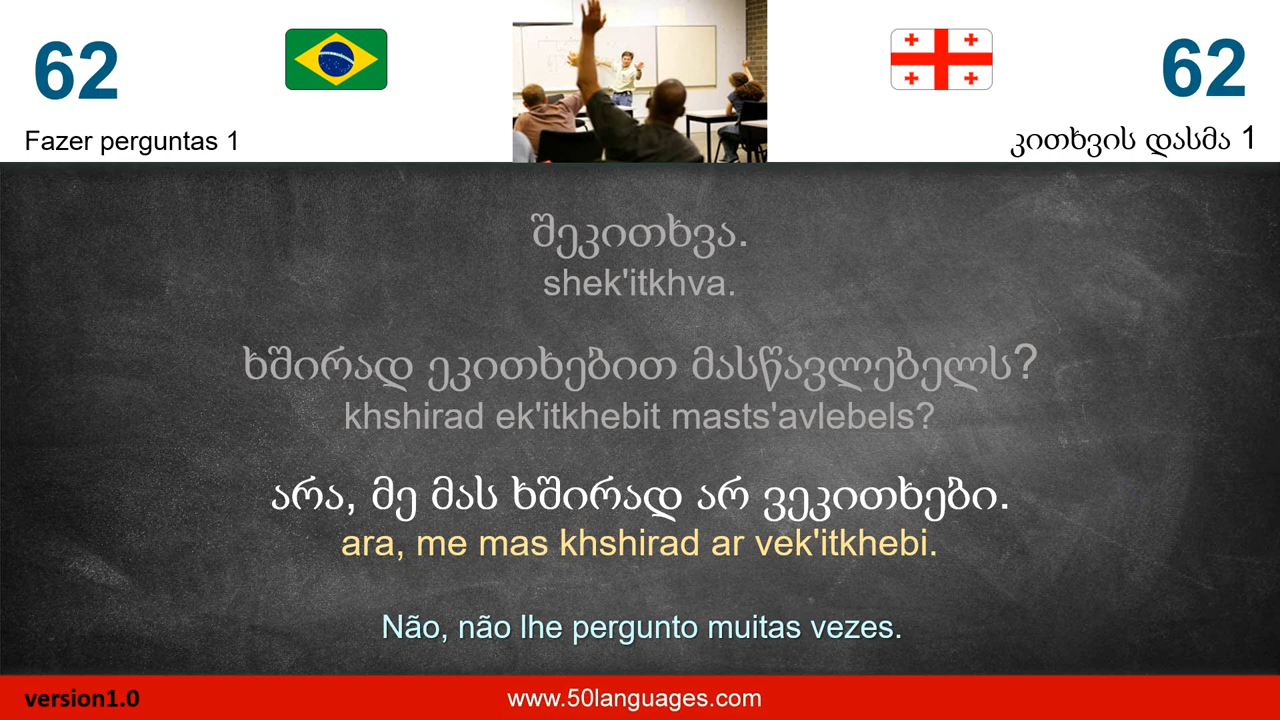 62
62
Fazer perguntas 1
კითხვის დასმა 1
შეკითხვა.
shek'itkhva.
ხშირად ეკითხებით მასწავლებელს?
khshirad ek'itkhebit masts'avlebels?
არა, მე მას ხშირად არ ვეკითხები.
ara, me mas khshirad ar vek'itkhebi.
Não, não lhe pergunto muitas vezes.
version1.0
www.50languages.com